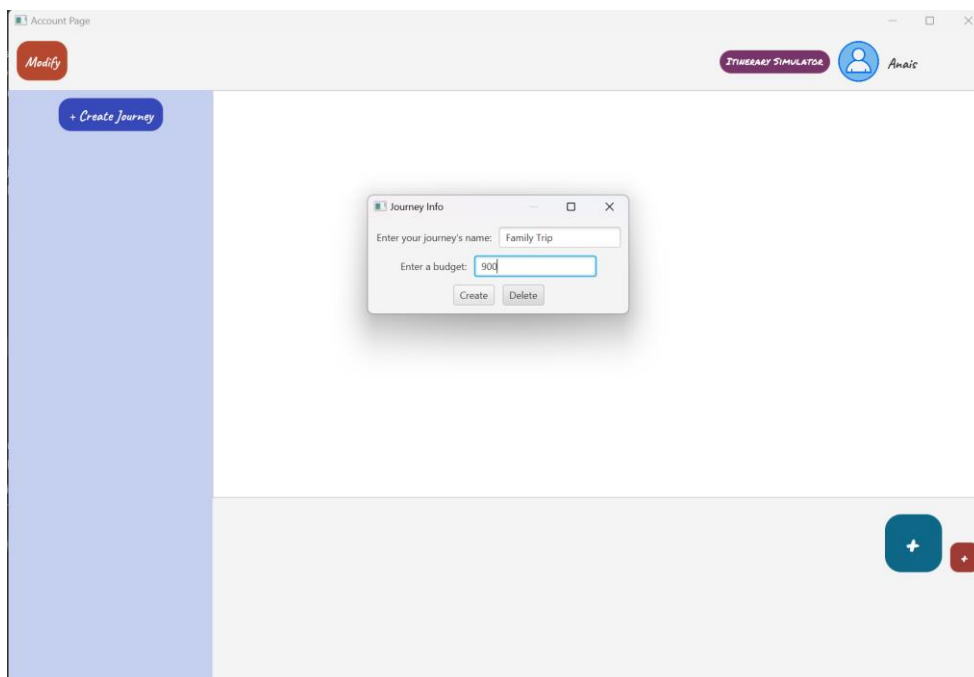 Account Page
Modify
ITINERARY SIMULATOR
Anais
+ Create Journey
Journey Info
Enter your journey's name: Family Trip
Enter a budget: 900
Create Delete
+
+